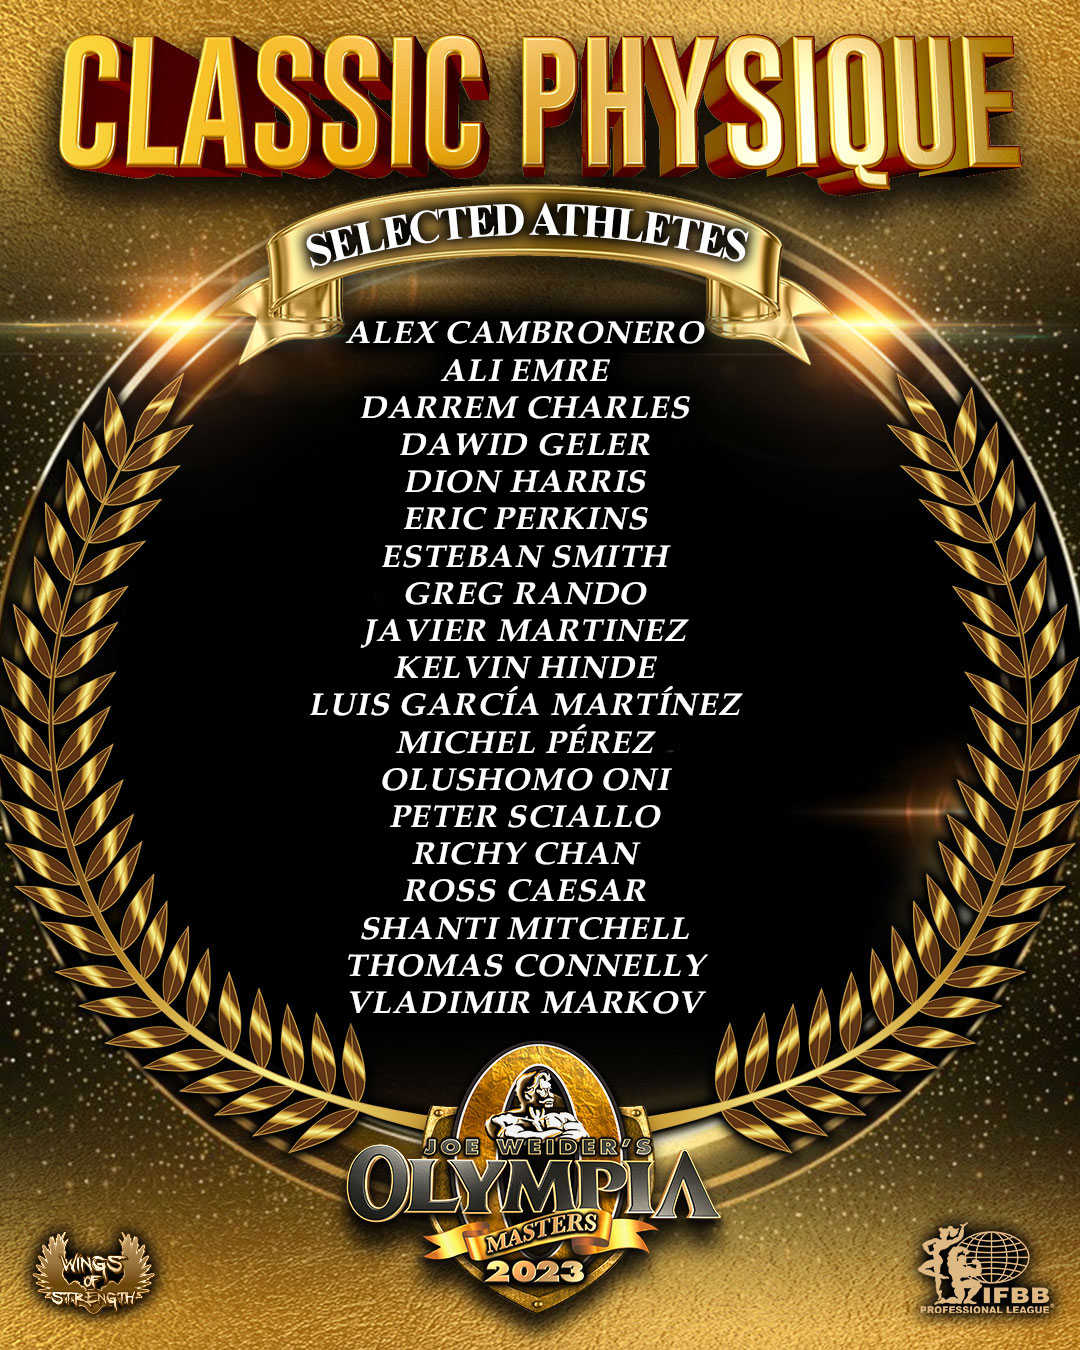 CLASSIC PHYSIQUE
SELECTED ATHLETES
ALEX CAMBRONERO
ALI EMRE
DARREM CHARLES
DAWID GELER
DION HARRIS
ERIC PERKINS
ESTEBAN SMITH
GREG RANDO
JAVIER MARTINEZ
KELVIN HINDE
LUIS GARCÍA MARTÍNEZ
MICHEL PÉREZ
OLUSHOMO ONI
PETER SCIALLO
RICHY CHAN
ROSS CAESAR
SHANTI MITCHELL
THOMAS CONNELLY
VLADIMIR MARKOV
JOE WEIDER'S
OLYMPIA
MASTERS
2023
WINGS
OF
STRENGTH
IFBB
PROFESSIONAL LEAGUE